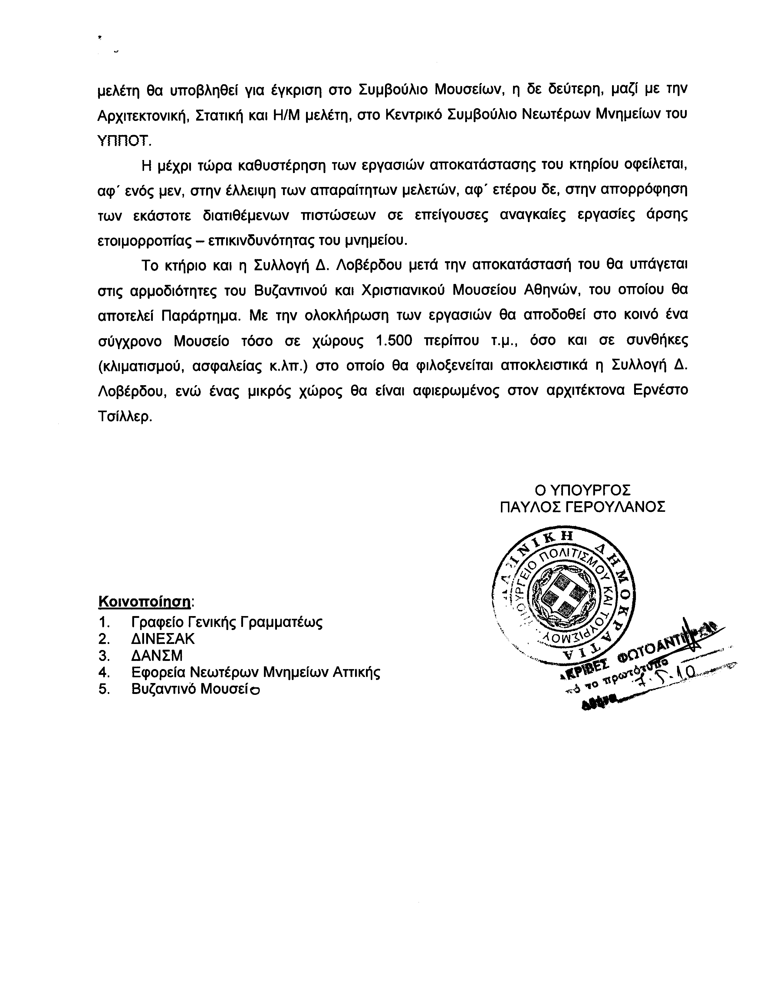 μελέτη θα υποβληθεί για έγκριση στο Συμβούλιο Μουσείων, η δε δεύτερη, μαζί με την
Αρχιτεκτονική, Στατική και Η/Μ μελέτη, στο Κεντρικό Συμβούλιο Νεωτέρων Μνημείων του
ΥΠΠΟΤ.
Η μέχρι τώρα καθυστέρηση των εργασιών αποκατάστασης του κτηρίου οφείλεται,
αφ΄ ενός μεν, στην έλλειψη των απαραίτητων μελετών, αφ΄ ετέρου δε, στην απορρόφηση
των εκάστοτε διατιθέμενων πιστώσεων σε επείγουσες αναγκαίες εργασίες άρσης
ετοιμορροπίας – επικινδυνότητας του μνημείου.
Το κτήριο και η Συλλογή Δ. Λοβέρδου μετά την αποκατάστασή του θα υπάγεται
στις αρμοδιότητες του Βυζαντινού και Χριστιανικού Μουσείου Αθηνών, του οποίου θα
αποτελεί Παράρτημα. Με την ολοκλήρωση των εργασιών θα αποδοθεί στο κοινό ένα
σύγχρονο Μουσείο τόσο σε χώρους 1.500 περίπου τ.μ., όσο και σε συνθήκες
(κλιματισμού, ασφαλείας κ.λπ.) στο οποίο θα φιλοξενείται αποκλειστικά η Συλλογή Δ.
Λοβέρδου, ενώ ένας μικρός χώρος θα είναι αφιερωμένος στον αρχιτέκτονα Ερνέστο
Τσίλλερ.
Ο ΥΠΟΥΡΓΟΣ
ΠΑΥΛΟΣ ΓΕΡΟΥΛΑΝΟΣ
ΔΗΜΟΚΡΑΤΙΑ
ΠΟΛΙΤΙΣΜΟΥ ΚΑΙ ΤΟΥΡΙΣΜΟΥ
Κοινοποίηση:
1. Γραφείο Γενικής Γραμματέως
2. ΔΙΝΕΣΑΚ
3. ΔΑΝΣΜ
4. Εφορεία Νεωτέρων Μνημείων Αττικής
5. Βυζαντινό Μουσείο
ΑΚΡΙΒΕΣ
το πρωτότυπο
Αθήνα 7.5.10